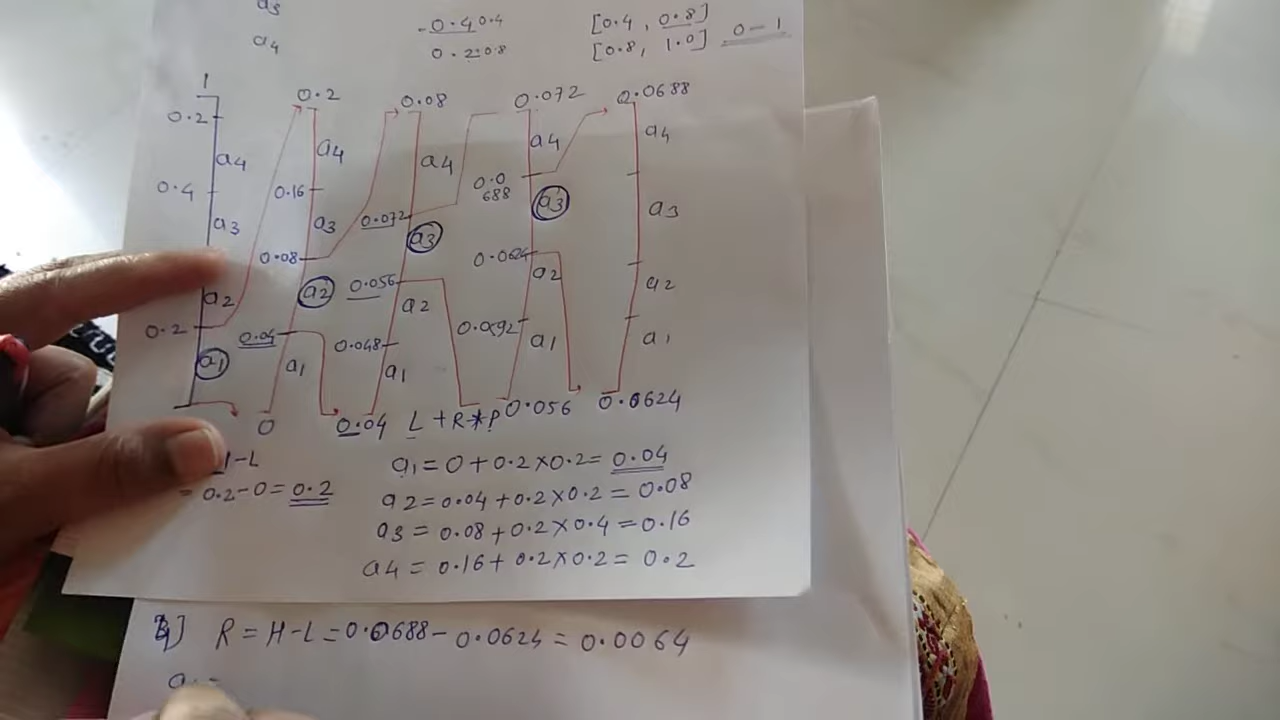 a3
a4
-0.4 0.4
0.2 0.8
[0.4, 0.8]
[0.8, 1.0] 0-1
1
0.2
a4
0.4
a3
a2
0.2
a1
0.2
a4
0.16
a3
0.08
a2
0.04
a1
0
0.08
a4
0.072
a3
0.056
a2
0.048
a1
0.04
0.072
a4
0.0
688
a3
0.0624
a2
0.0592
a1
0.056
0.0688
a4
a3
a2
a1
0.0624
L+R*P
-L
= 0.2-0=0.2
a1=0+0.2×0.2=0.04
a2=0.04+0.2×0.2=0.08
a3=0.08+0.2×0.4=0.16
a4=0.16+0.2×0.2=0.2
4] R=H-L=0.0688-0.0624=0.0064
a1=